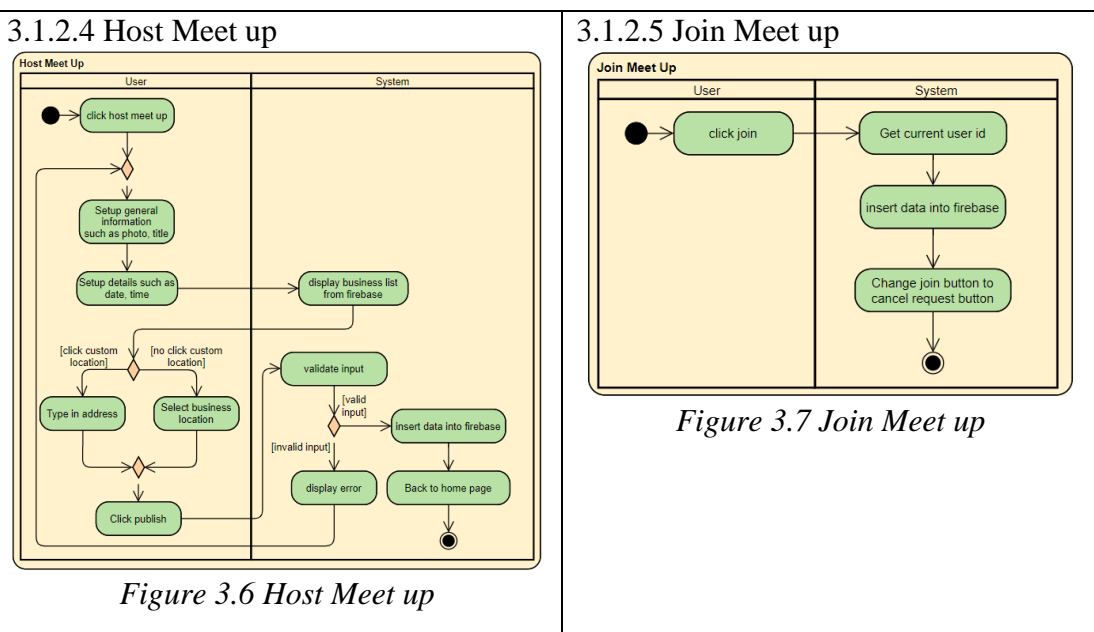 3.1.2.4 Host Meet up
Host Meet Up
User
System
click host meet up
Setup general
information
such as photo, title
Setup details such as
date, time
display business list
from firebase
[click custom
location]
[no click custom
location]
Type in address
Select business
location
Click publish
validate input
[valid
input]
insert data into firebase
[invalid input]
display error
Back to home page
Figure 3.6 Host Meet up
3.1.2.5 Join Meet up
Join Meet Up
User
System
click join
Get current user id
insert data into firebase
Change join button to
cancel request button
Figure 3.7 Join Meet up